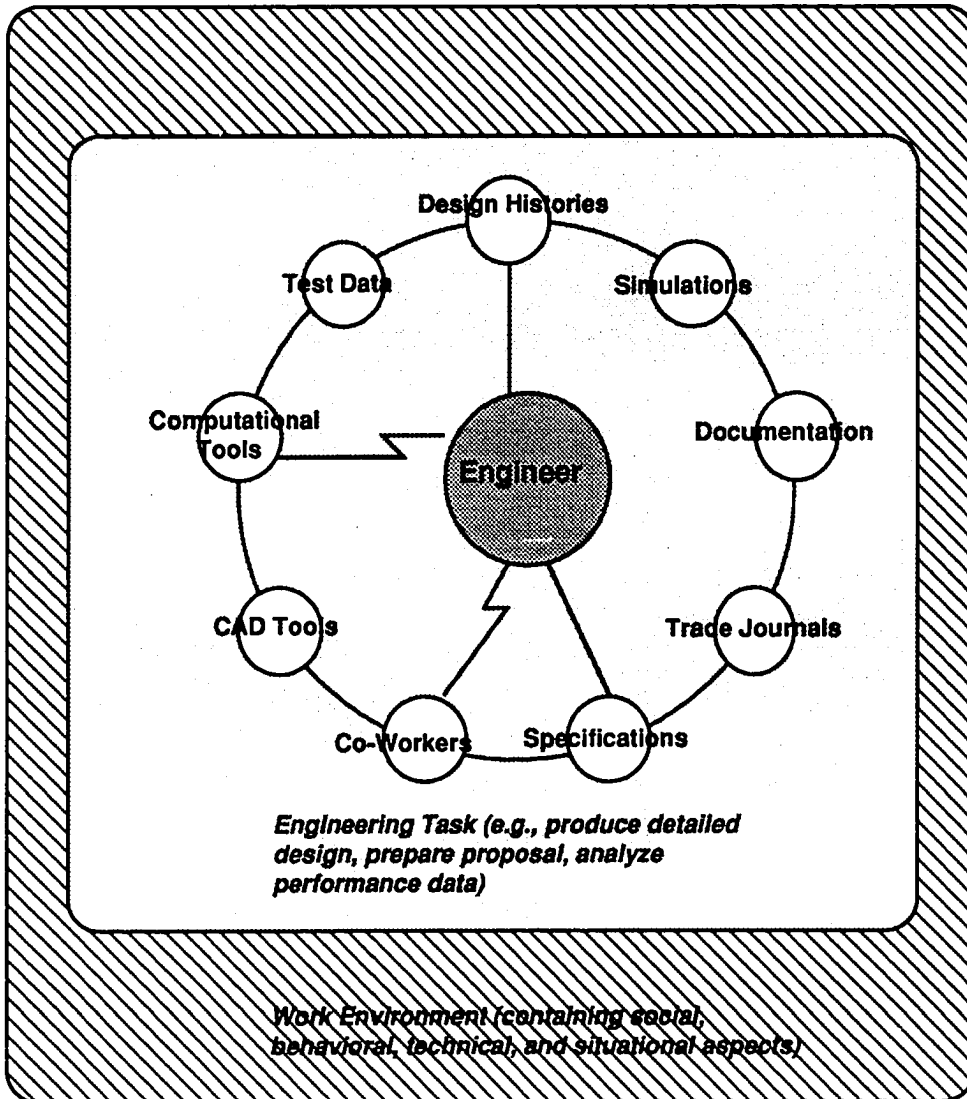 Design Histories
Test Data
Simulations
Computational
Tools
Documentation
Engineer
CAD Tools
Trade Journals
Co-Workers
Specifications
Engineering Task (e.g., produce detailed
design, prepare proposal, analyze
performance data)
Work Environment (containing social,
behavioral, technical, and situational aspects)